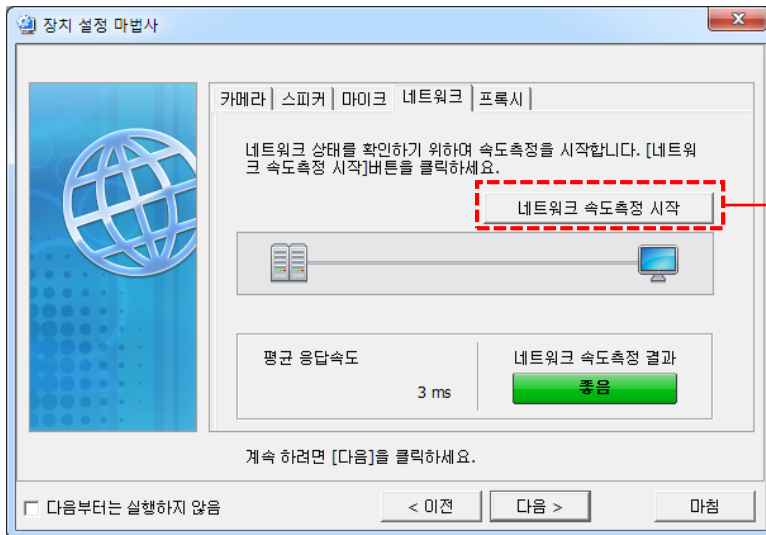 장치 설정 마법사
카메라 스피커 마이크 네트워크 프록시
네트워크 상태를 확인하기 위하여 속도측정을 시작합니다. [네트워
크 속도측정 시작]버튼을 클릭하세요.
네트워크 속도측정 시작
평균 응답속도
3 ms
네트워크 속도측정 결과
좋음
계속 하려면 [다음]을 클릭하세요.
다음부터는 실행하지 않음
< 이전 다음 > 마침